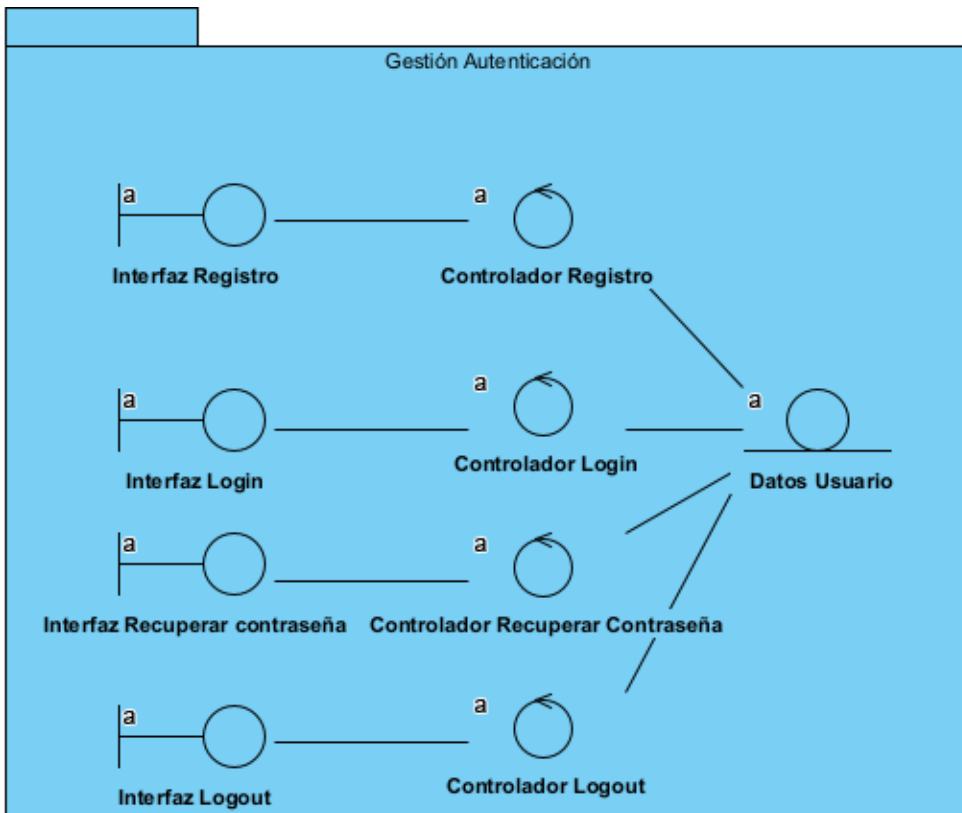 Gestión Autenticación
a
a
Interfaz Registro
Controlador Registro
a
a
a
Interfaz Login
Controlador Login
Datos Usuario
a
a
Interfaz Recuperar contraseña
Controlador Recuperar Contraseña
a
a
Interfaz Logout
Controlador Logout